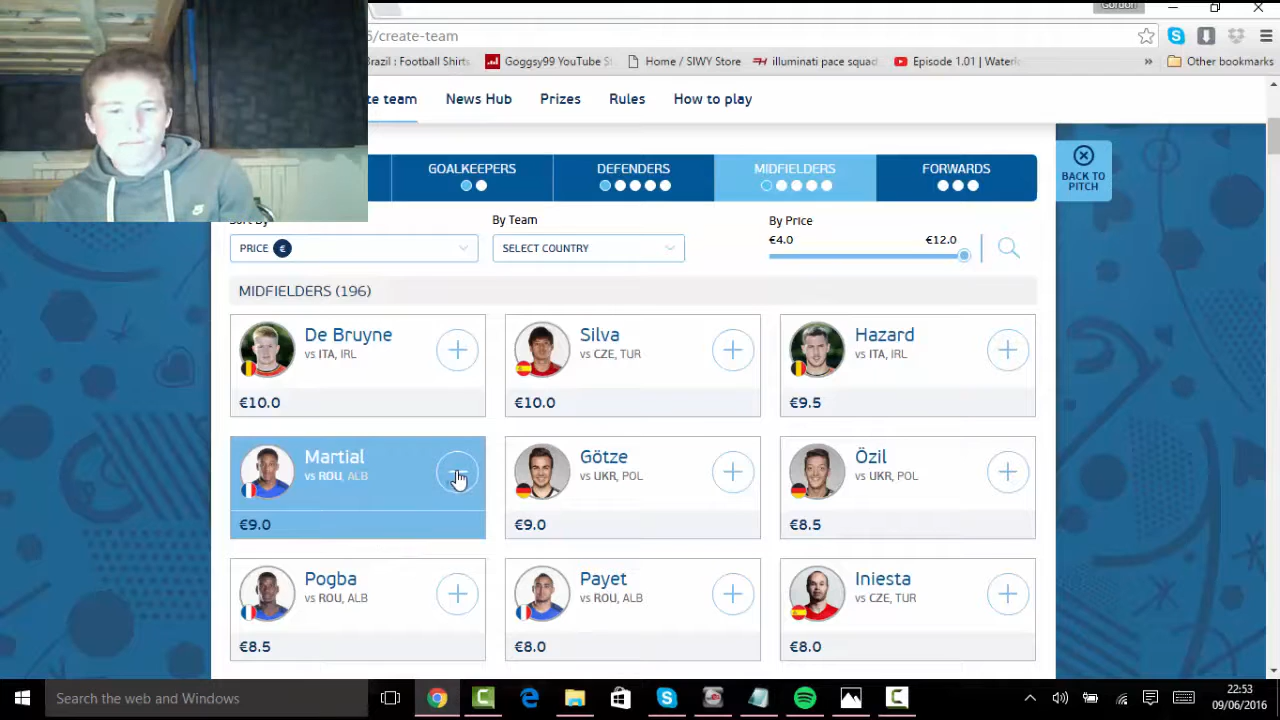 Gordon
6/create-team
Brazil : Football Shirts
Goggsy99 YouTube S
Home / SIWY Store
illuminati pace squad
Episode 1.01 | Water
»
Other bookmarks
te team
News Hub
Prizes
Rules
How to play
GOALKEEPERS
DEFENDERS
MIDFIELDERS
FORWARDS
BACK TO
PITCH
Sort By
By Team
By Price
€4.0
€12.0
PRICE €
SELECT COUNTRY
MIDFIELDERS (196)
De Bruyne
vs ITA, IRL
€10.0
Silva
vs CZE, TUR
€10.0
Hazard
vs ITA, IRL
€9.5
Martial
vs ROU, ALB
€9.0
Götze
vs UKR, POL
€9.0
Özil
vs UKR, POL
€8.5
Pogba
vs ROU, ALB
€8.5
Payet
vs ROU, ALB
€8.0
Iniesta
vs CZE, TUR
€8.0
Search the web and Windows
22:53
09/06/2016